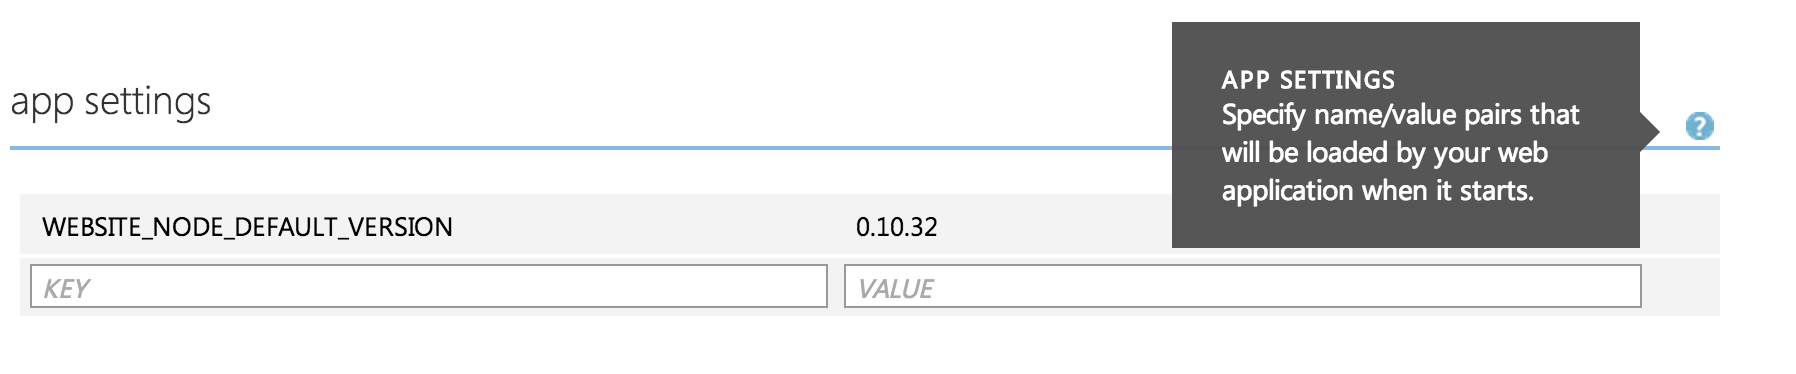 app settings
APP SETTINGS
Specify name/value pairs that
will be loaded by your web
application when it starts.
?
WEBSITE_NODE_DEFAULT_VERSION 0.10.32
KEY VALUE